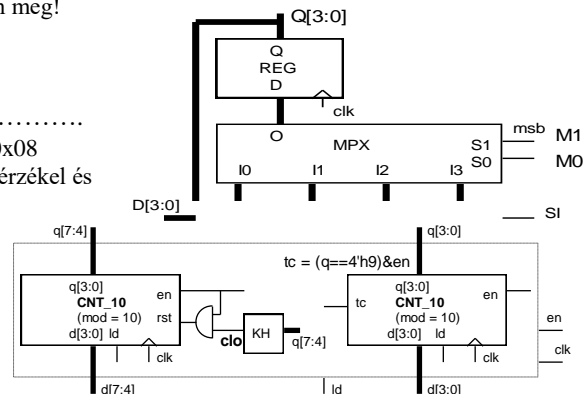 n meg!
Q[3:0]
Q
REG
D
clk
……………….
0x08
érzékel és
O
MPX
S1
S0
msb
M1
M0
I0
I1
I2
I3
D[3:0]
SI
q[7:4]
q[3:0]
tc = (q==4'h9)&en
q[3:0]
CNT_10
(mod = 10)
d[3:0] ld
en
rst
clk
clo
KH
q[7:4]
tc
q[3:0]
CNT_10
(mod = 10)
d[3:0] ld
en
clk
en
clk
d[7:4]
ld
d[3:0]